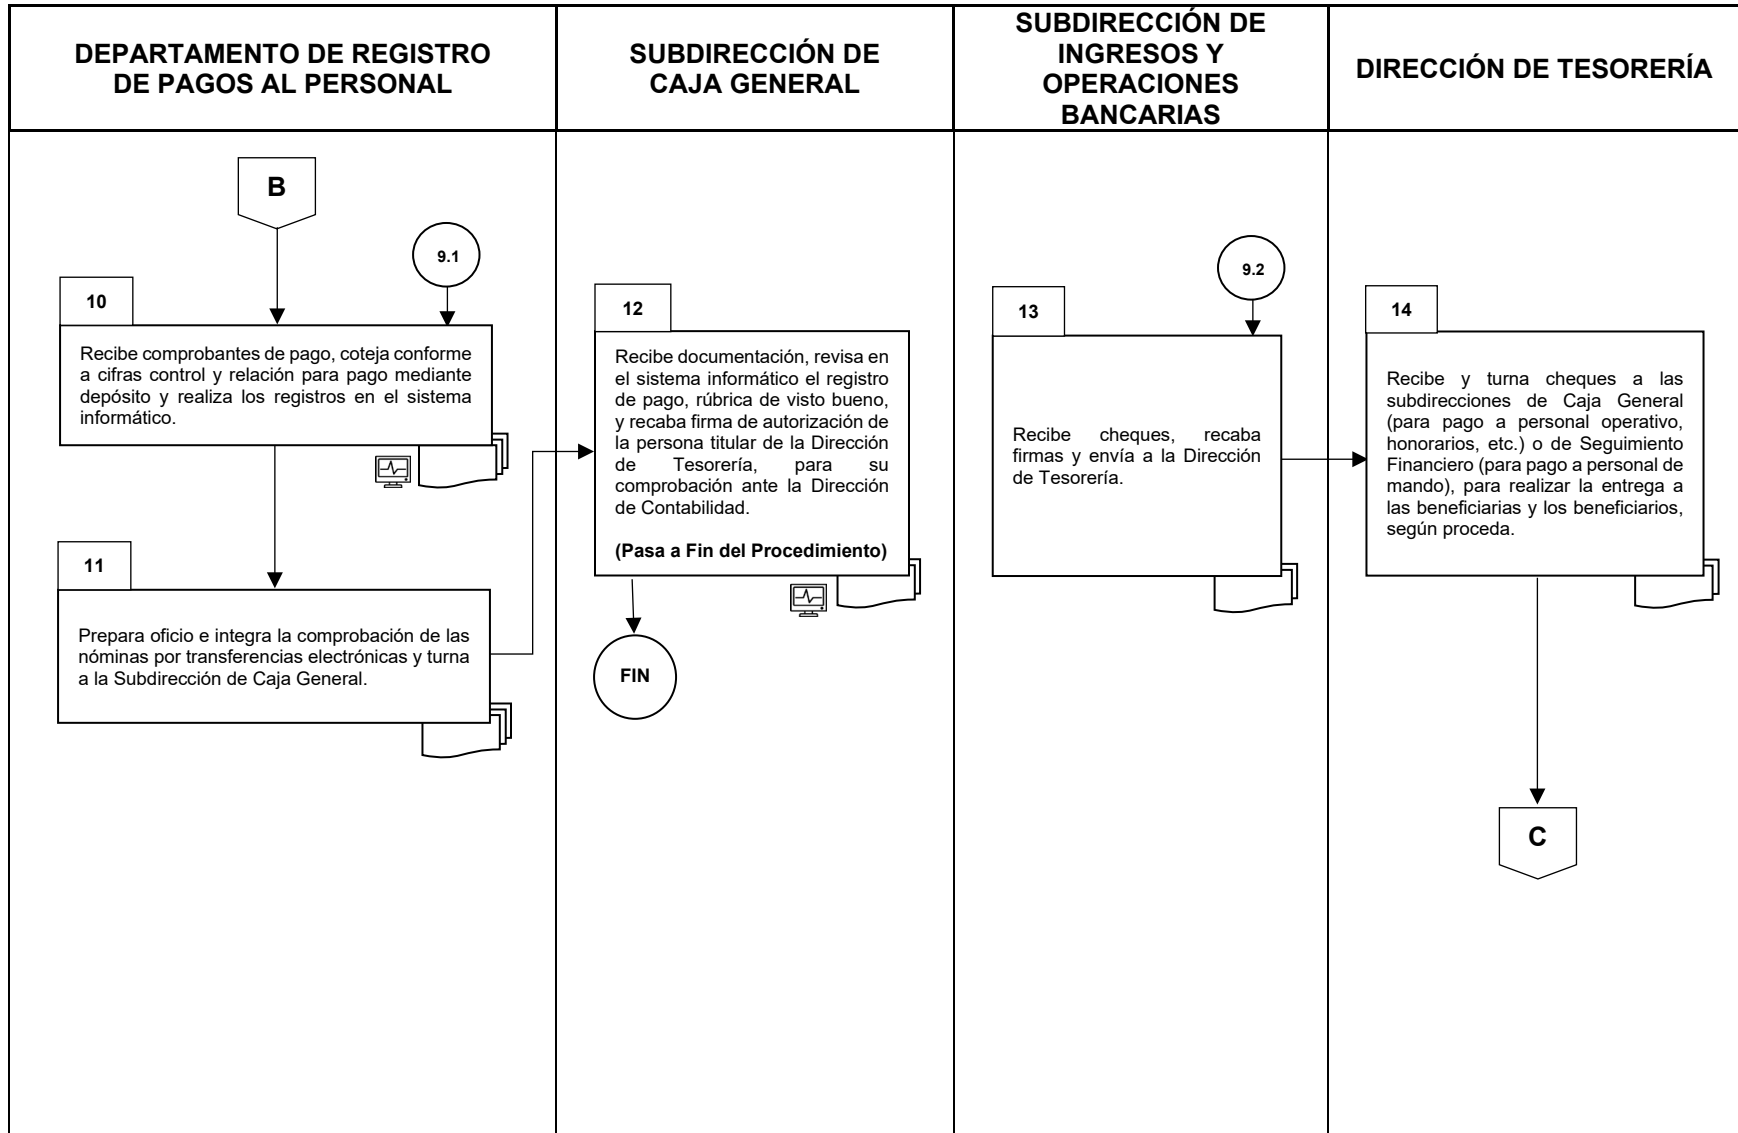 DEPARTAMENTO DE REGISTRO
DE PAGOS AL PERSONAL
SUBDIRECCIÓN DE
CAJA GENERAL
SUBDIRECCIÓN DE
INGRESOS Y
OPERACIONES
BANCARIAS
DIRECCIÓN DE TESORERÍA
B
9.1
10
Recibe comprobantes de pago, coteja conforme
a cifras control y relación para pago mediante
depósito y realiza los registros en el sistema
informático.
11
Prepara oficio e integra la comprobación de las
nóminas por transferencias electrónicas y turna
a la Subdirección de Caja General.
12
Recibe documentación, revisa en
el sistema informático el registro
de pago, rúbrica de visto bueno,
y recaba firma de autorización de
la persona titular de la Dirección
de Tesorería, para su
comprobación ante la Dirección
de Contabilidad.
(Pasa a Fin del Procedimiento)
FIN
9.2
13
Recibe cheques, recaba
firmas y envía a la Dirección
de Tesorería.
14
Recibe y turna cheques a las
subdirecciones de Caja General
(para pago a personal operativo,
honorarios, etc.) o de Seguimiento
Financiero (para pago a personal de
mando), para realizar la entrega a
las beneficiarias y los beneficiarios,
según proceda.
C